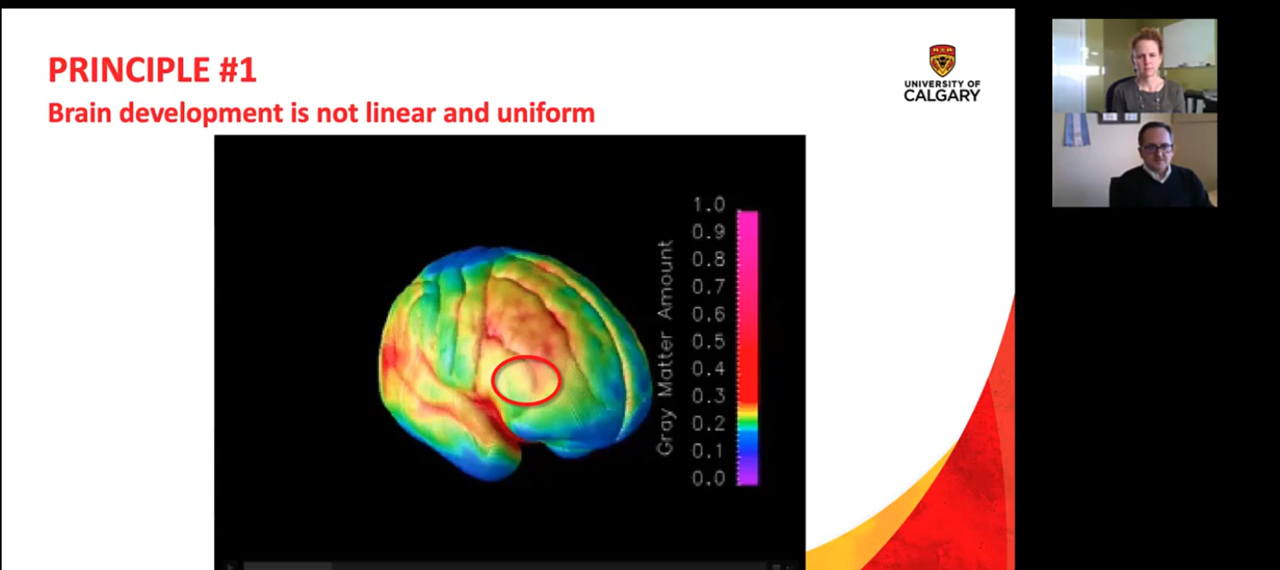 PRINCIPLE #1
Brain development is not linear and uniform
UNIVERSITY OF
CALGARY
Gray Matter Amount
1.0
0.9
0.8
0.7
0.6
0.5
0.4
0.3
0.2
0.1
0.0